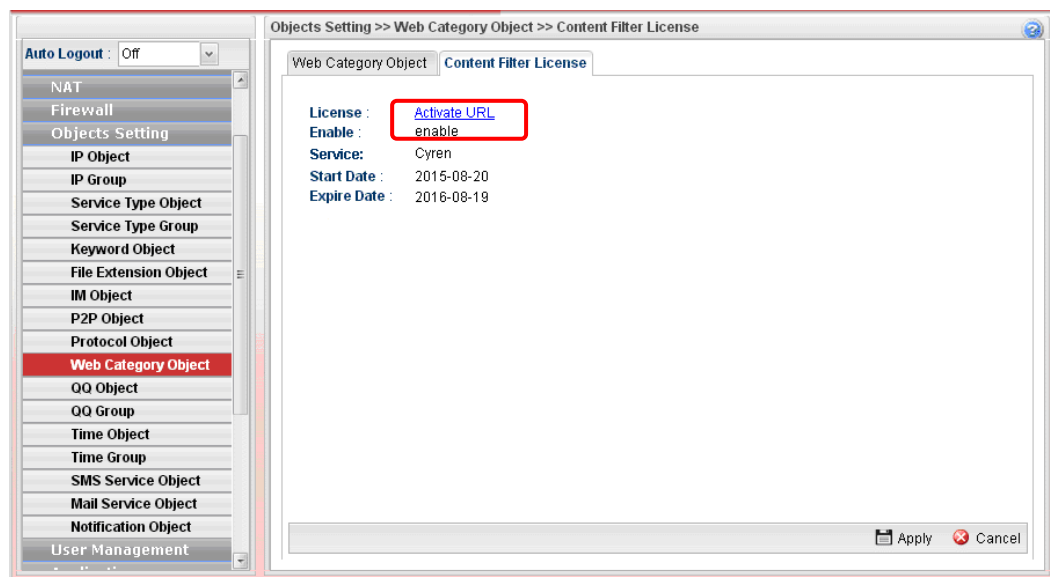 Objects Setting >> Web Category Object >> Content Filter License
Auto Logout : Off
NAT
Firewall
Objects Setting
IP Object
IP Group
Service Type Object
Service Type Group
Keyword Object
File Extension Object
IM Object
P2P Object
Protocol Object
Web Category Object
QQ Object
QQ Group
Time Object
Time Group
SMS Service Object
Mail Service Object
Notification Object
User Management
Web Category Object Content Filter License
License : Activate URL
Enable : enable
Service: Cyren
Start Date : 2015-08-20
Expire Date : 2016-08-19
Apply Cancel